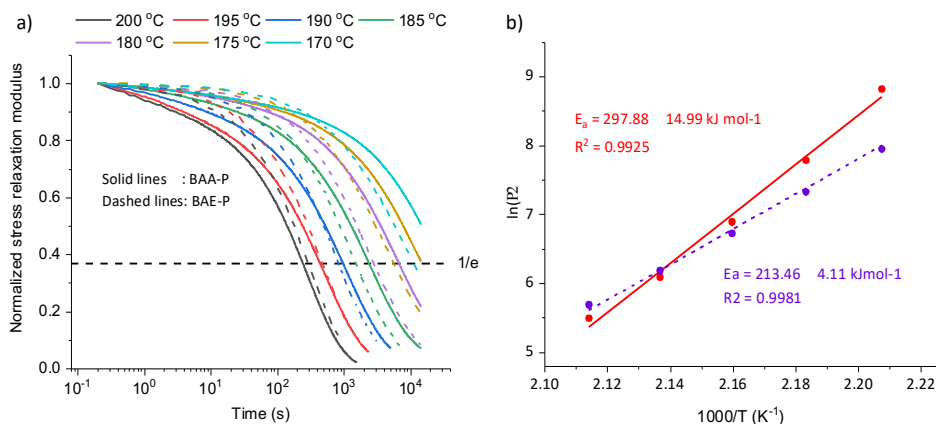 a)
200 °C 195 °C 190 °C 185 °C
180 °C 175 °C 170 °C
Normalized stress relaxation modulus
1.0
0.8
0.6
0.4
0.2
0.0
Solid lines : BAA-P
Dashed lines: BAE-P
1/e
10-1 100 101 102 103 104
Time (s)
b)
ln(P2
9
8
7
6
5
Ea = 297.88 14.99 kJ mol-1
R2 = 0.9925
Ea = 213.46 4.11 kJmol-1
R2 = 0.9981
2.10 2.12 2.14 2.16 2.18 2.20 2.22
1000/T (K-1)